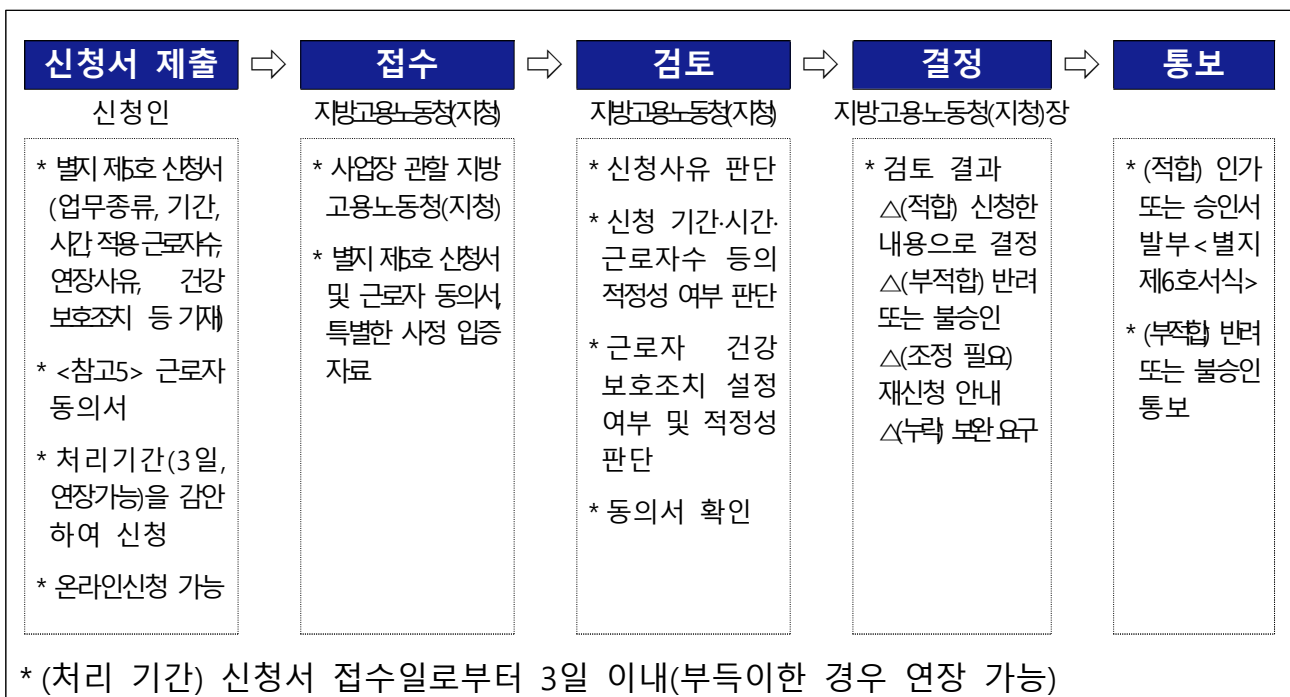 신청서 제출 ⇨ 접수 ⇨ 검토 ⇨ 결정 ⇨ 통보
신청인
지방고용노동청(지청)
지방고용노동청(지청)
지방고용노동청(지청)장
* 별지 제5호 신청서
(업무종류, 기간,
시간, 적용 근로자수,
연장사유, 건강
보호조치 등 기재)
* <참고5> 근로자
동의서
* 처리기간(3일,
연장가능)을 감안
하여 신청
* 온라인신청 가능
* 사업장 관할 지방
고용노동청(지청)
* 별지 제5호 신청서
및 근로자 동의서,
특별한 사정 입증
자료
* 신청사유 판단
* 신청 기간·시간·
근로자수 등의
적정성 여부 판단
* 근로자 건강
보호조치 설정
여부 및 적정성
판단
* 동의서 확인
* 검토 결과
△(적합) 신청한
내용으로 결정
△(부적합) 반려
또는 불승인
△(조정 필요)
재신청 안내
△(누락) 보완 요구
* (적합) 인가
또는 승인서
발부<별지
제6호서식>
* (부적합) 반려
또는 불승인
통보
* (처리 기간) 신청서 접수일로부터 3일 이내(부득이한 경우 연장 가능)